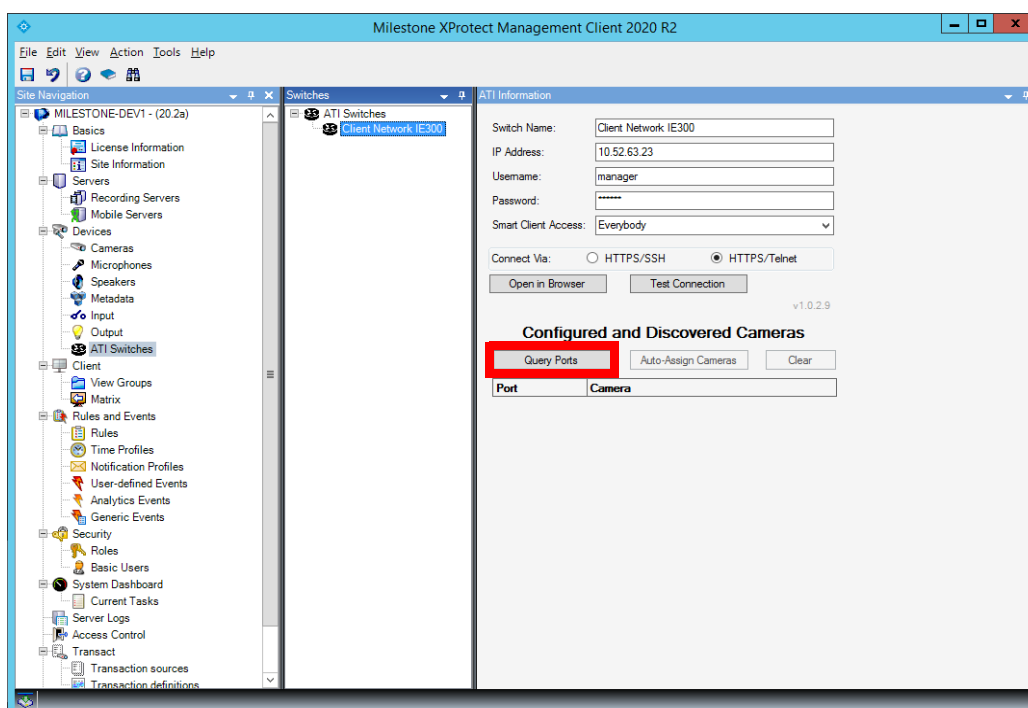 Milestone XProtect Management Client 2020 R2
File Edit View Action Tools Help
Site Navigation
MILESTONE-DEV1 - (20.2a)
Basics
License Information
Site Information
Servers
Recording Servers
Mobile Servers
Devices
Cameras
Microphones
Speakers
Metadata
Input
Output
ATI Switches
Client
View Groups
Matrix
Rules and Events
Rules
Time Profiles
Notification Profiles
User-defined Events
Analytics Events
Generic Events
Security
Roles
Basic Users
System Dashboard
Current Tasks
Server Logs
Access Control
Transact
Transaction sources
Transaction definitions
Switches
ATI Switches
Client Network IE300
ATI Information
Switch Name: Client Network IE300
IP Address: 10.52.63.23
Username: manager
Password: ******
Smart Client Access: Everybody
Connect Via: HTTPS/SSH HTTPS/Telnet
Open in Browser Test Connection
v1.0.2.9
Configured and Discovered Cameras
Query Ports Auto-Assign Cameras Clear
Port Camera